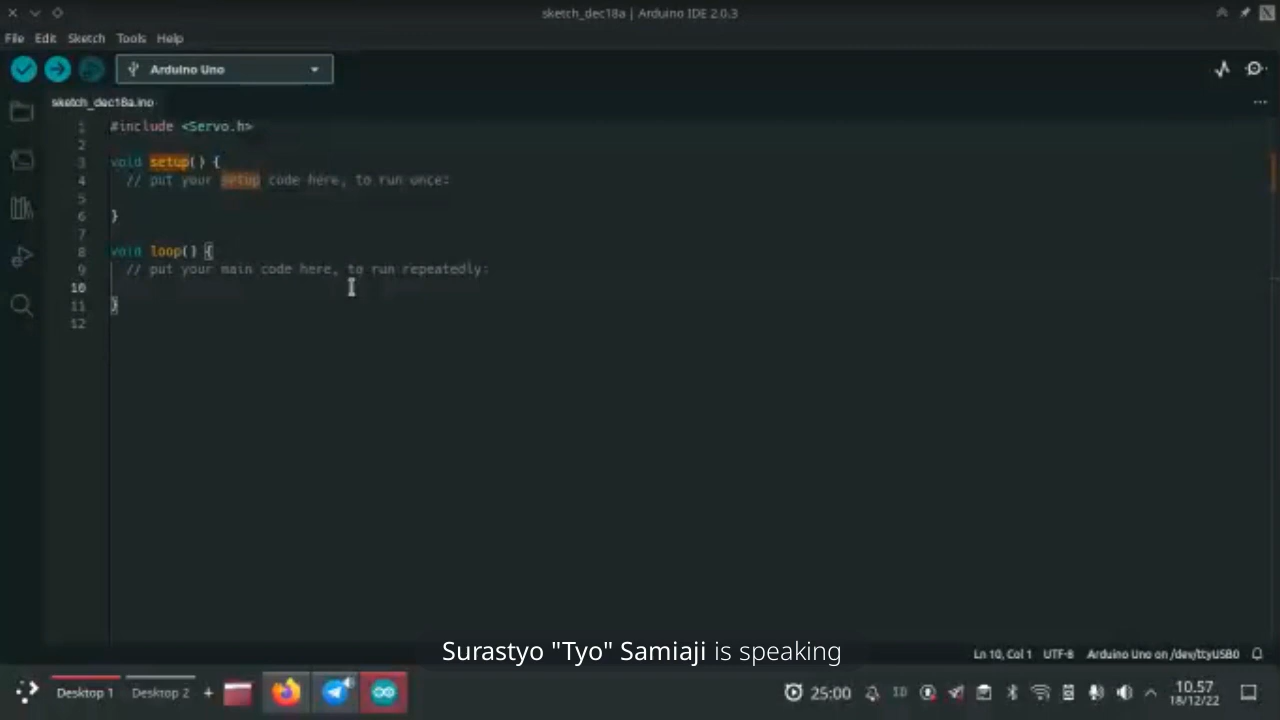 sketch_dec18a | Arduino IDE 2.0.3
File Edit Sketch Tools Help
Arduino Uno
sketch_dec18a.ino
1 #include <Servo.h>
2
3 void setup() {
4 // put your setup code here, to run once:
5
6 }
7
8 void loop() {
9 // put your main code here, to run repeatedly:
10
11 }
12
Surastyo "Tyo" Samiaji is speaking
Ln 10, Col 1 UTF-8 Arduino Uno on /dev/ttyUSB0
Desktop 1 Desktop 2 + 25:00 10.57
18/12/22